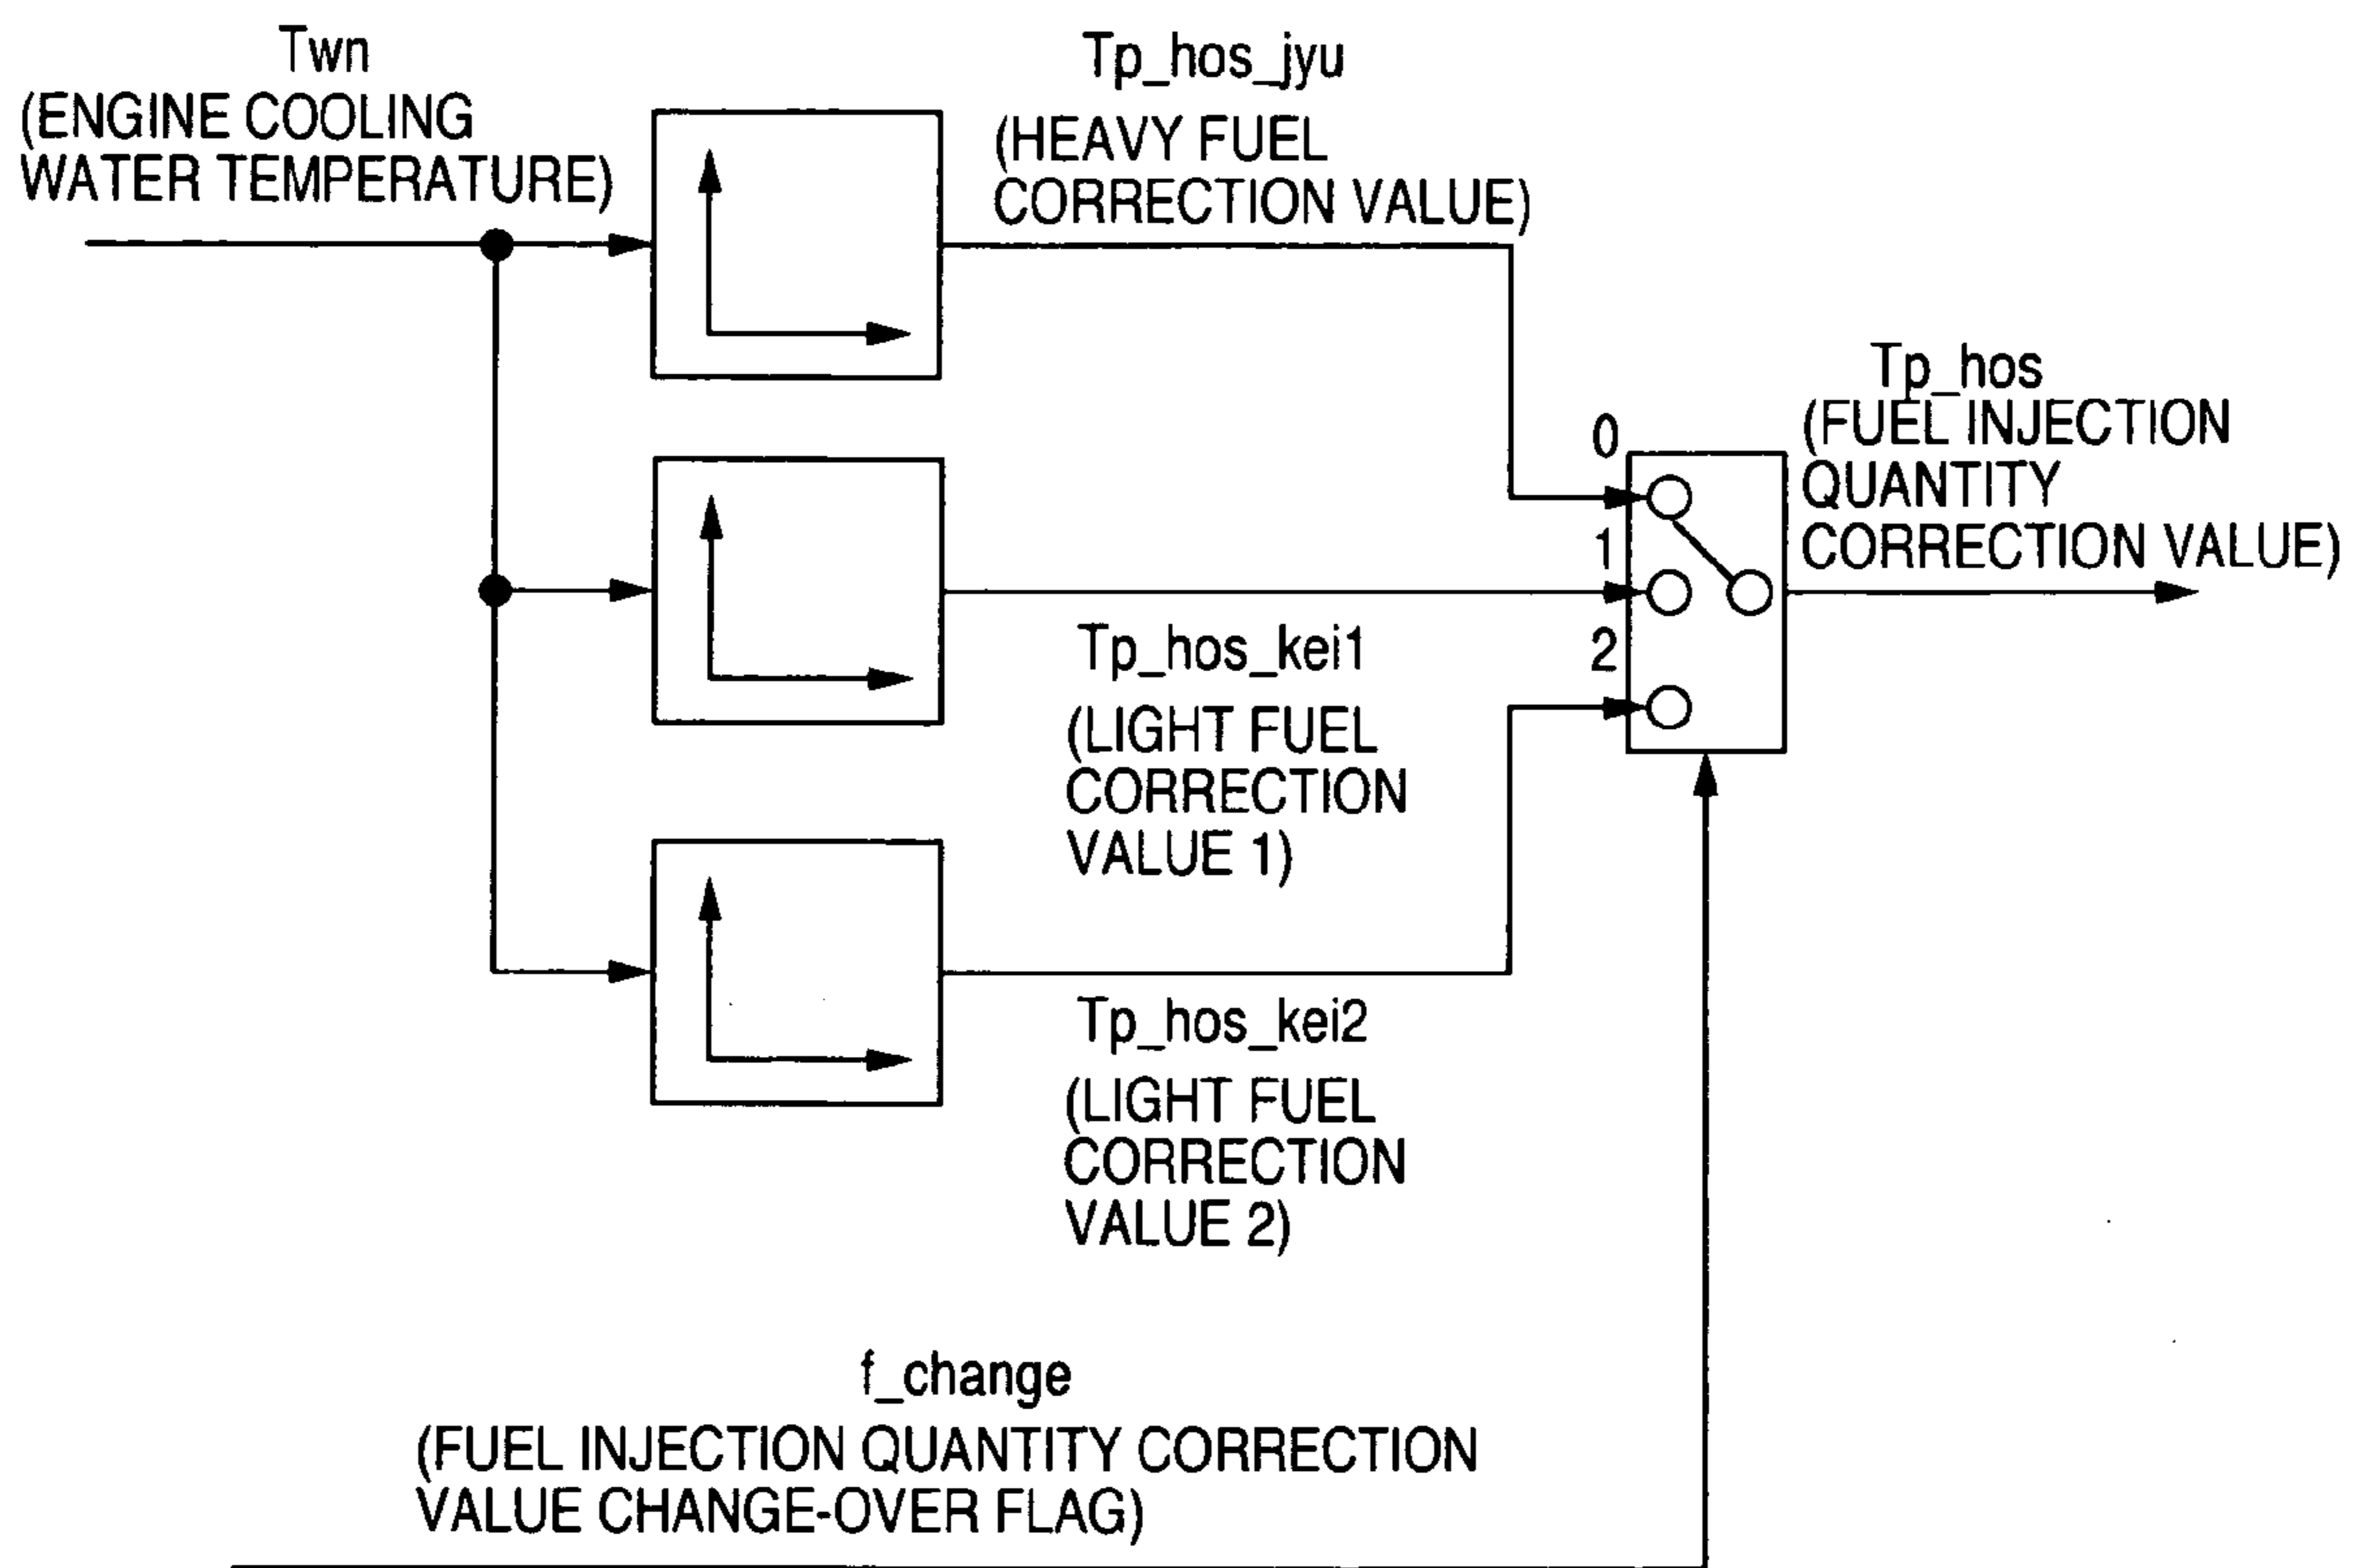 Twn
(ENGINE COOLING
WATER TEMPERATURE)
Tp_hos_jyu
(HEAVY FUEL
CORRECTION VALUE)
Tp_hos
(FUEL INJECTION
QUANTITY
CORRECTION VALUE)
0
1
2
Tp_hos_kei1
(LIGHT FUEL
CORRECTION
VALUE 1)
Tp_hos_kei2
(LIGHT FUEL
CORRECTION
VALUE 2)
f_change
(FUEL INJECTION QUANTITY CORRECTION
VALUE CHANGE-OVER FLAG)